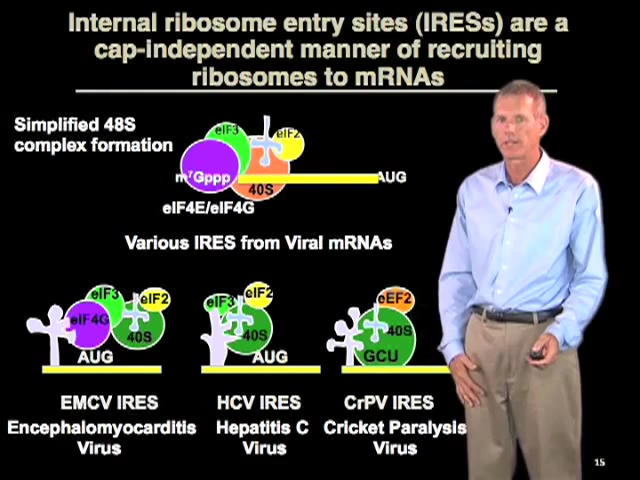 Internal ribosome entry sites (IRESs) are a
cap-independent manner of recruiting
ribosomes to mRNAs
Simplified 48S
complex formation
eIF3
eIF2
m7Gppp
40S
AUG
eIF4E/eIF4G
Various IRES from Viral mRNAs
eIF3
eIF2
eIF4G
40S
AUG
eIF3
eIF2
40S
AUG
eEF2
40S
GCU
EMCV IRES
HCV IRES
CrPV IRES
Encephalomyocarditis
Virus
Hepatitis C
Virus
Cricket Paralysis
Virus
15